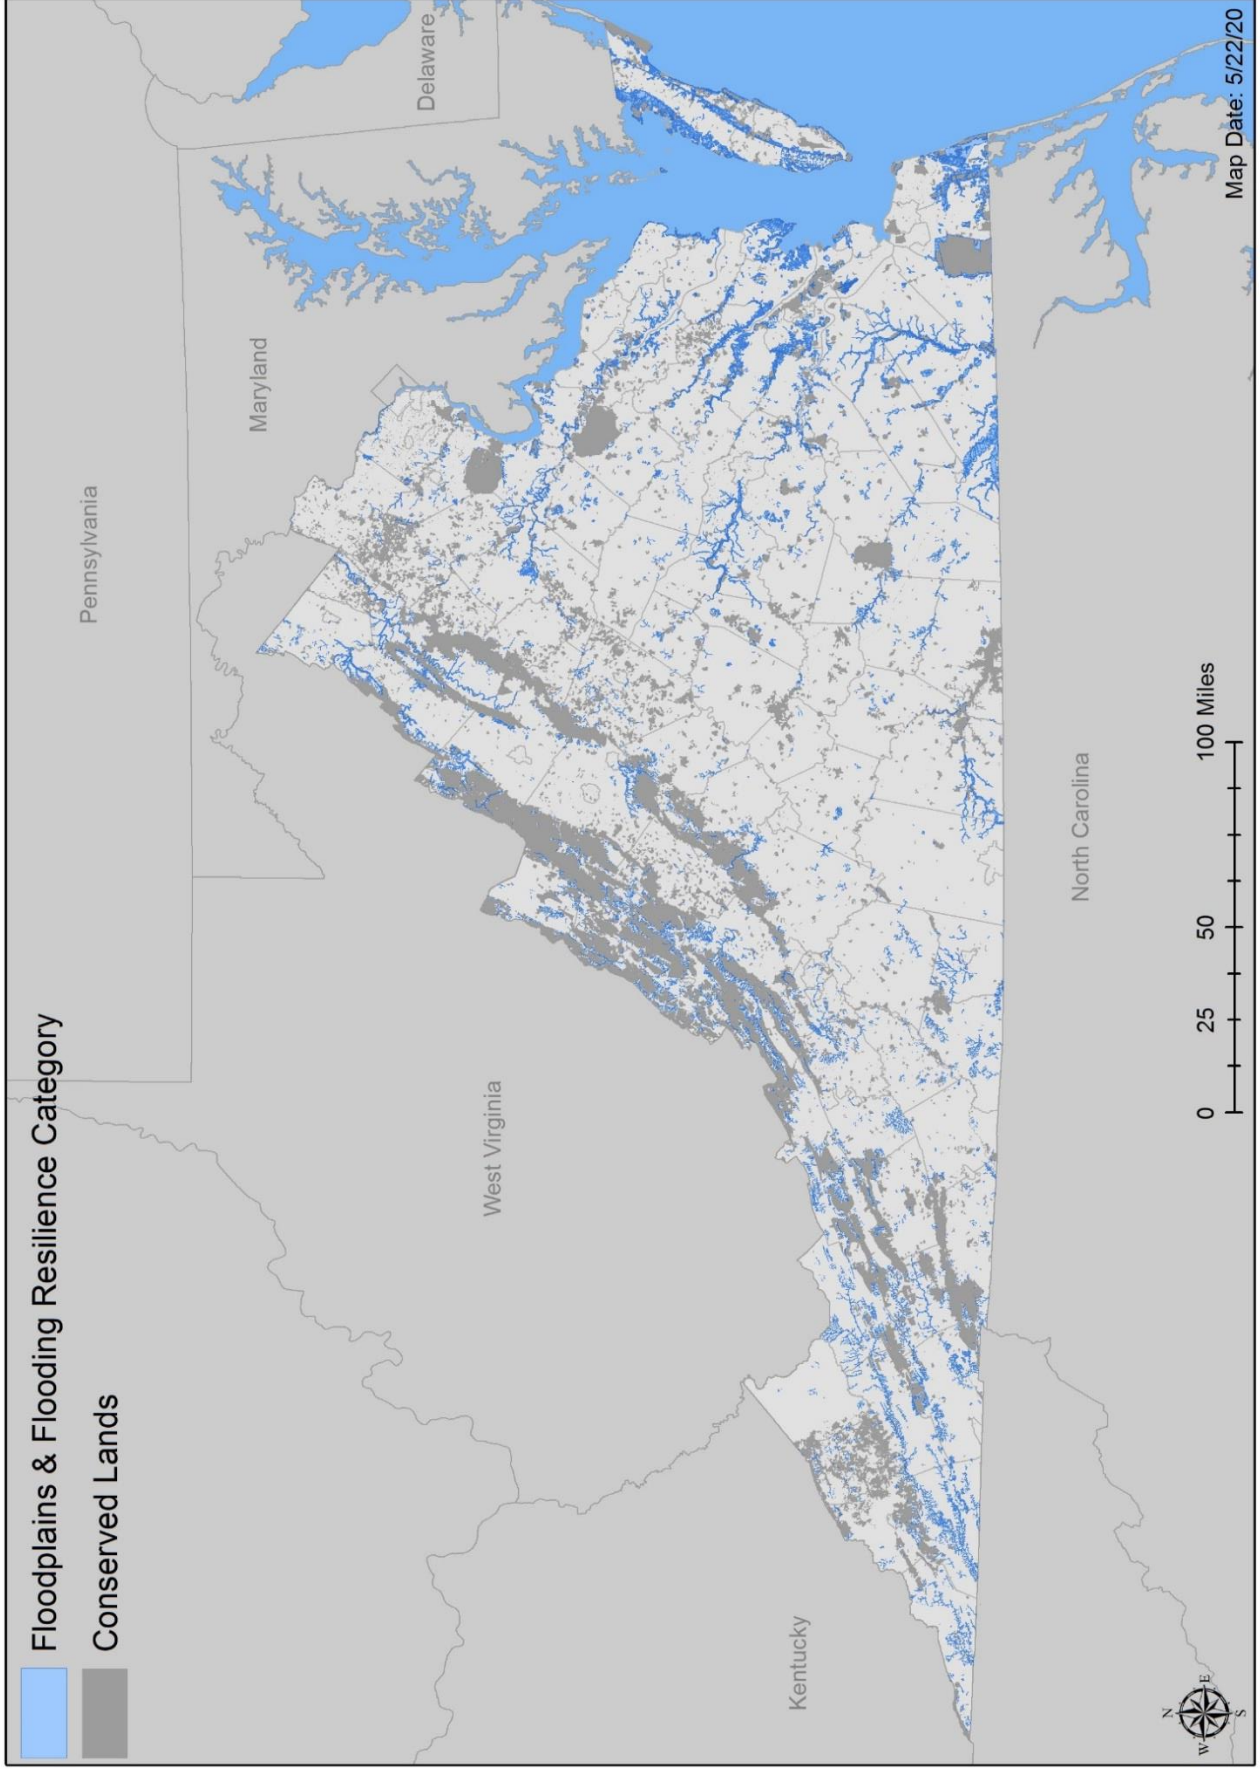 Floodplains & Flooding Resilience Category
Conserved Lands
Pennsylvania
Maryland
Delaware
West Virginia
Kentucky
North Carolina
0 25 50 100 Miles
N
W E
S
Map Date: 5/22/20